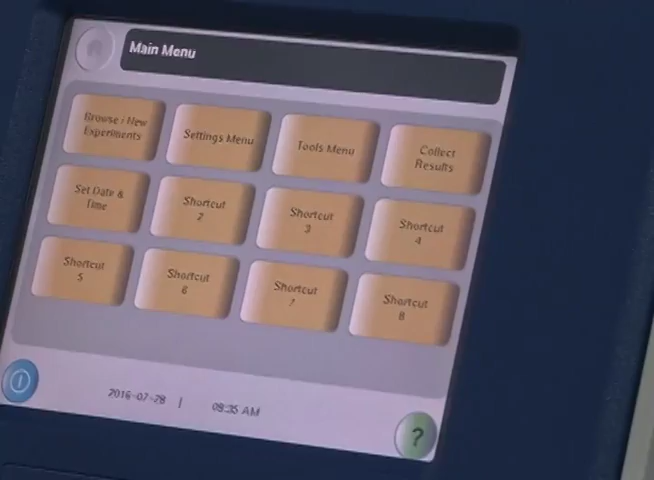 Main Menu
Browse / New
Experiments
Settings Menu
Tools Menu
Collect
Results
Set Date &
Time
Shortcut
2
Shortcut
3
Shortcut
4
Shortcut
5
Shortcut
6
Shortcut
7
Shortcut
8
2016-07-28 | 08:35 AM
?